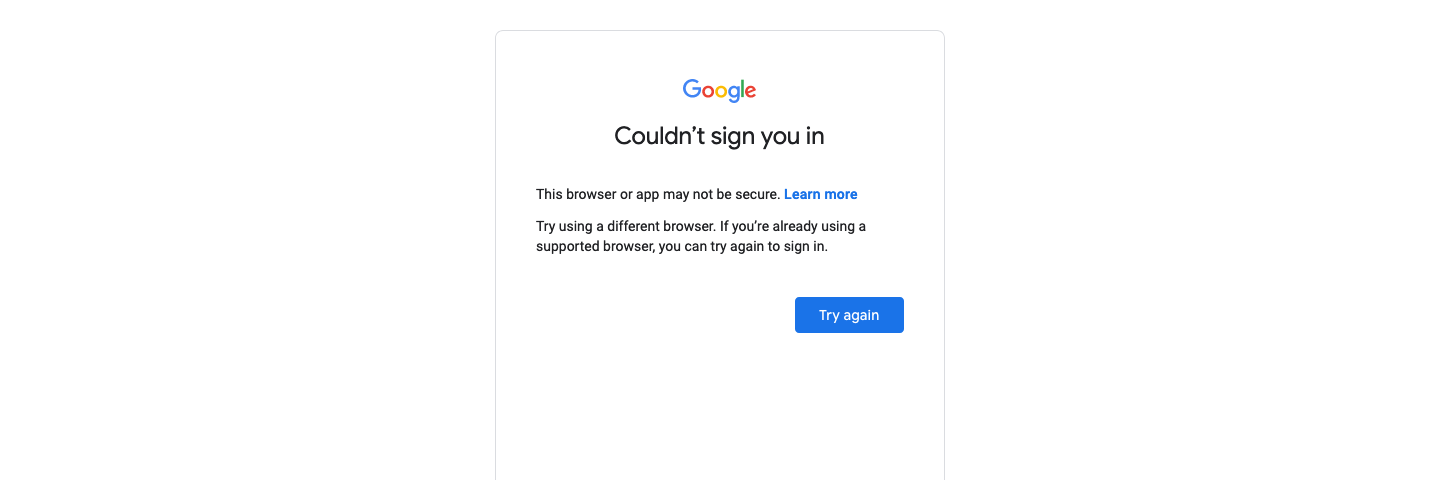 Google
Couldn’t sign you in
This browser or app may not be secure. Learn more
Try using a different browser. If you’re already using a
supported browser, you can try again to sign in.
Try again